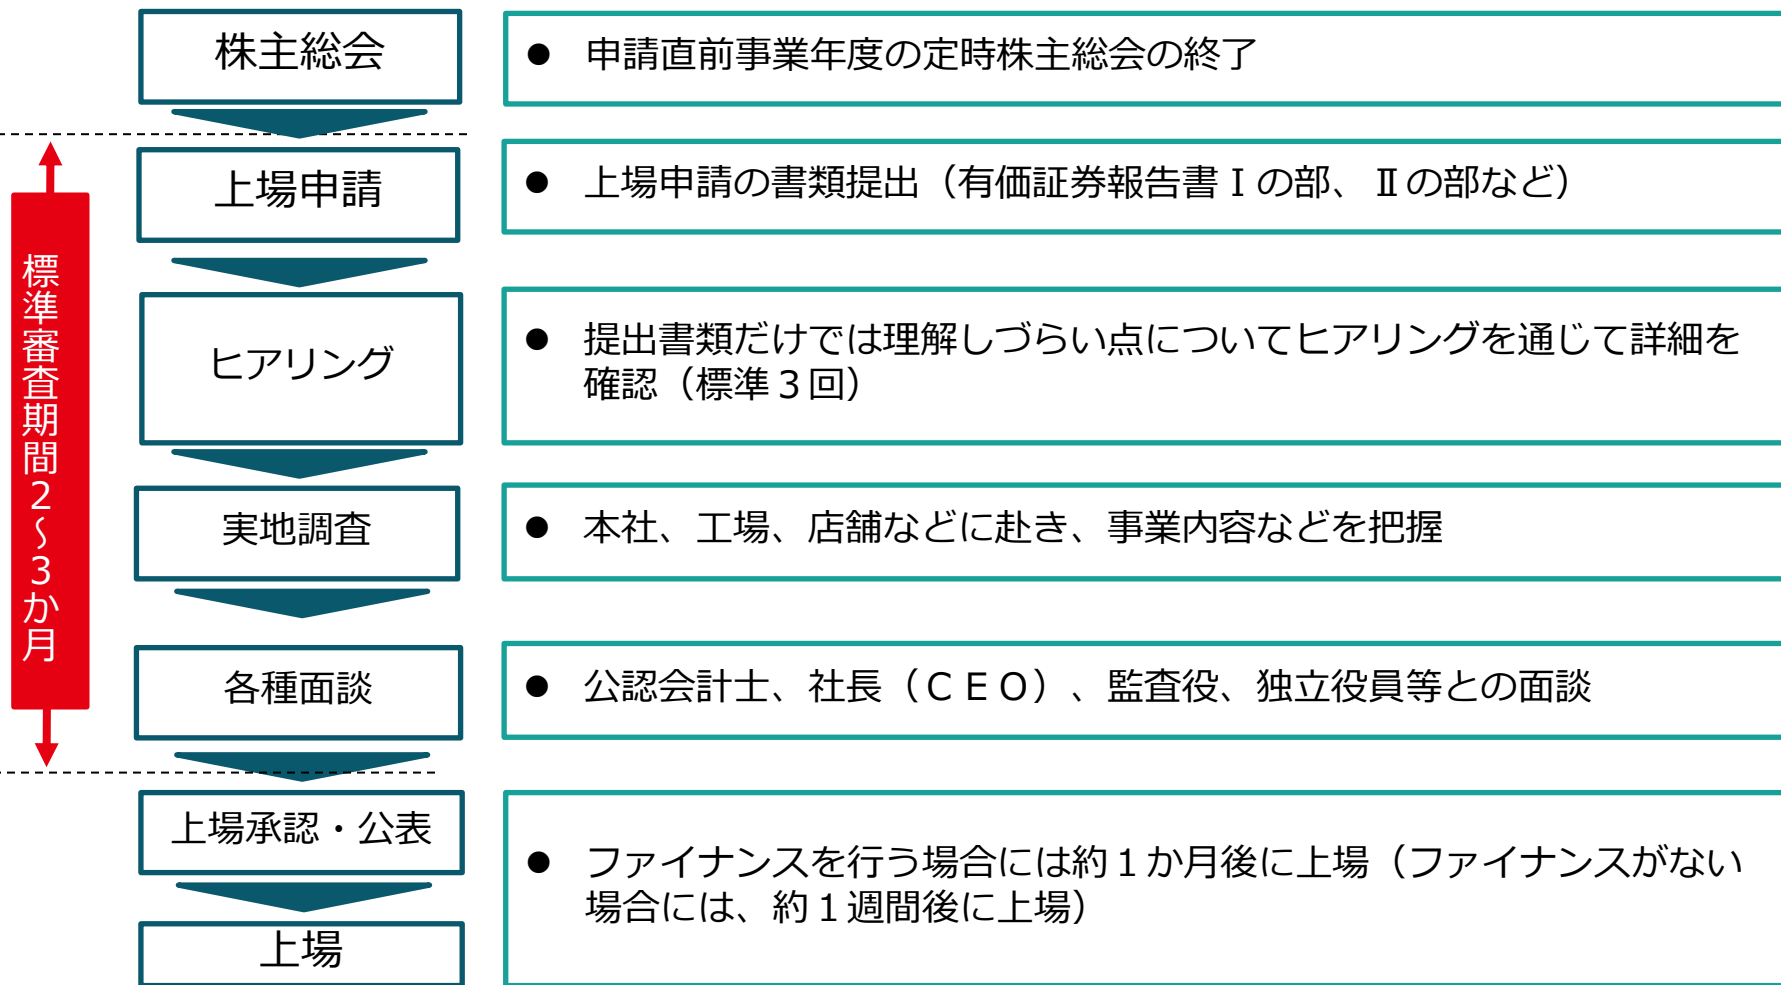 株主総会
● 申請直前事業年度の定時株主総会の終了
標準審査期間２～３か月
上場申請
● 上場申請の書類提出（有価証券報告書Ⅰの部、Ⅱの部など）
ヒアリング
● 提出書類だけでは理解しづらい点についてヒアリングを通じて詳細を
確認（標準３回）
実地調査
● 本社、工場、店舗などに赴き、事業内容などを把握
各種面談
● 公認会計士、社長（ＣＥＯ）、監査役、独立役員等との面談
上場承認・公表
● ファイナンスを行う場合には約１か月後に上場（ファイナンスがない
場合には、約１週間後に上場）
上場